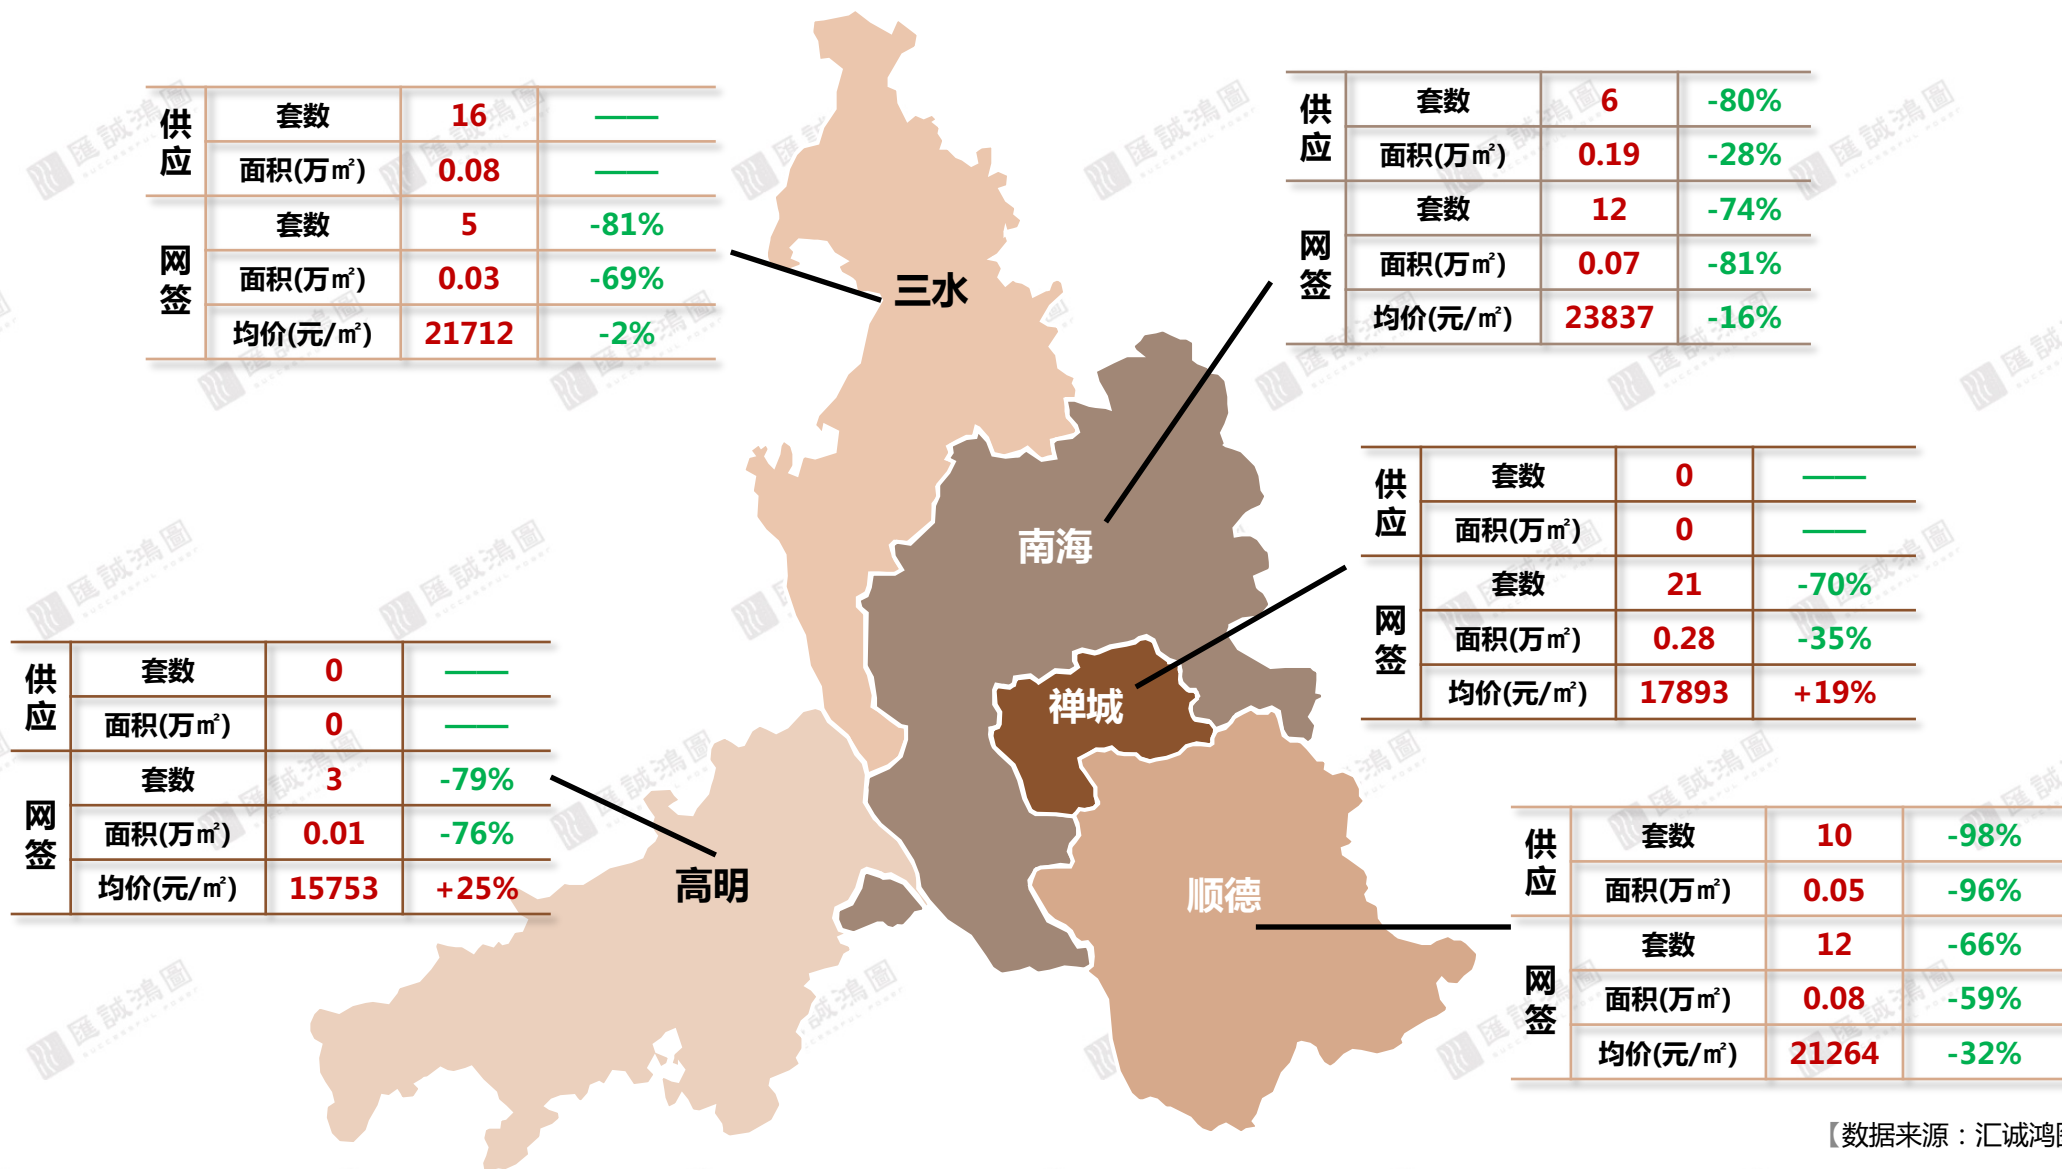 供应 套数 16 ——
面积(万㎡) 0.08 ——
网签 套数 5 -81%
面积(万㎡) 0.03 -69%
均价(元/㎡) 21712 -2%
供应 套数 6 -80%
面积(万㎡) 0.19 -28%
网签 套数 12 -74%
面积(万㎡) 0.07 -81%
均价(元/㎡) 23837 -16%
三水
南海
供应 套数 0 ——
面积(万㎡) 0 ——
网签 套数 21 -70%
面积(万㎡) 0.28 -35%
均价(元/㎡) 17893 +19%
禅城
供应 套数 0 ——
面积(万㎡) 0 ——
网签 套数 3 -79%
面积(万㎡) 0.01 -76%
均价(元/㎡) 15753 +25%
高明
顺德
供应 套数 10 -98%
面积(万㎡) 0.05 -96%
网签 套数 12 -66%
面积(万㎡) 0.08 -59%
均价(元/㎡) 21264 -32%
【数据来源：汇诚鸿图
匯誠鴻圖
SUCCESSFUL POWER